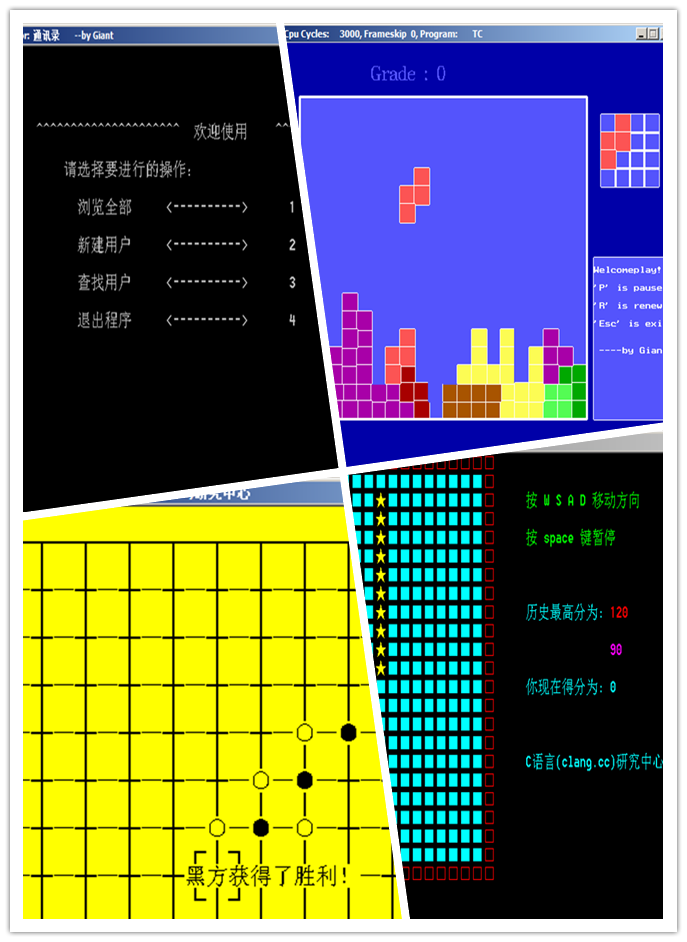 通讯录 --by Giant
^^^^^^^^^^^^^^^^^^^^^ 欢迎使用 ^^
请选择要进行的操作:
浏览全部 <----------> 1
新建用户 <----------> 2
查找用户 <----------> 3
退出程序 <----------> 4
Cpu Cycles: 3000, Frameskip 0, Program: TC
Grade : 0
Welcomeplay!
'P' is pause
'R' is renew
'Esc' is exi
----by Gian
研究中心
黑方获得了胜利!
按 W S A D 移动方向
按 space 键暂停
历史最高分为: 120
90
你现在得分为: 0
C语言(clang.cc)研究中心